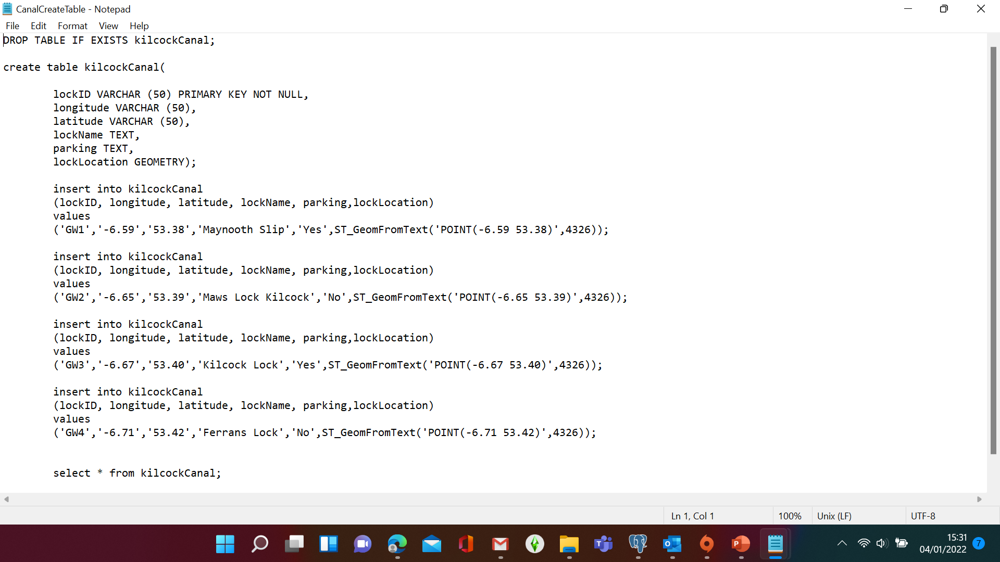 CanalCreateTable - Notepad
File Edit Format View Help
DROP TABLE IF EXISTS kilcockCanal;
create table kilcockCanal(
lockID VARCHAR (50) PRIMARY KEY NOT NULL,
longitude VARCHAR (50),
latitude VARCHAR (50),
lockName TEXT,
parking TEXT,
lockLocation GEOMETRY);
insert into kilcockCanal
(lockID, longitude, latitude, lockName, parking,lockLocation)
values
('GW1','-6.59','53.38','Maynooth Slip','Yes',ST_GeomFromText('POINT(-6.59 53.38)',4326));
insert into kilcockCanal
(lockID, longitude, latitude, lockName, parking,lockLocation)
values
('GW2','-6.65','53.39','Maws Lock Kilcock','No',ST_GeomFromText('POINT(-6.65 53.39)',4326));
insert into kilcockCanal
(lockID, longitude, latitude, lockName, parking,lockLocation)
values
('GW3','-6.67','53.40','Kilcock Lock','Yes',ST_GeomFromText('POINT(-6.67 53.40)',4326));
insert into kilcockCanal
(lockID, longitude, latitude, lockName, parking,lockLocation)
values
('GW4','-6.71','53.42','Ferrans Lock','No',ST_GeomFromText('POINT(-6.71 53.42)',4326));
select * from kilcockCanal;
Ln 1, Col 1 100% Unix (LF) UTF-8
15:31
04/01/2022 7